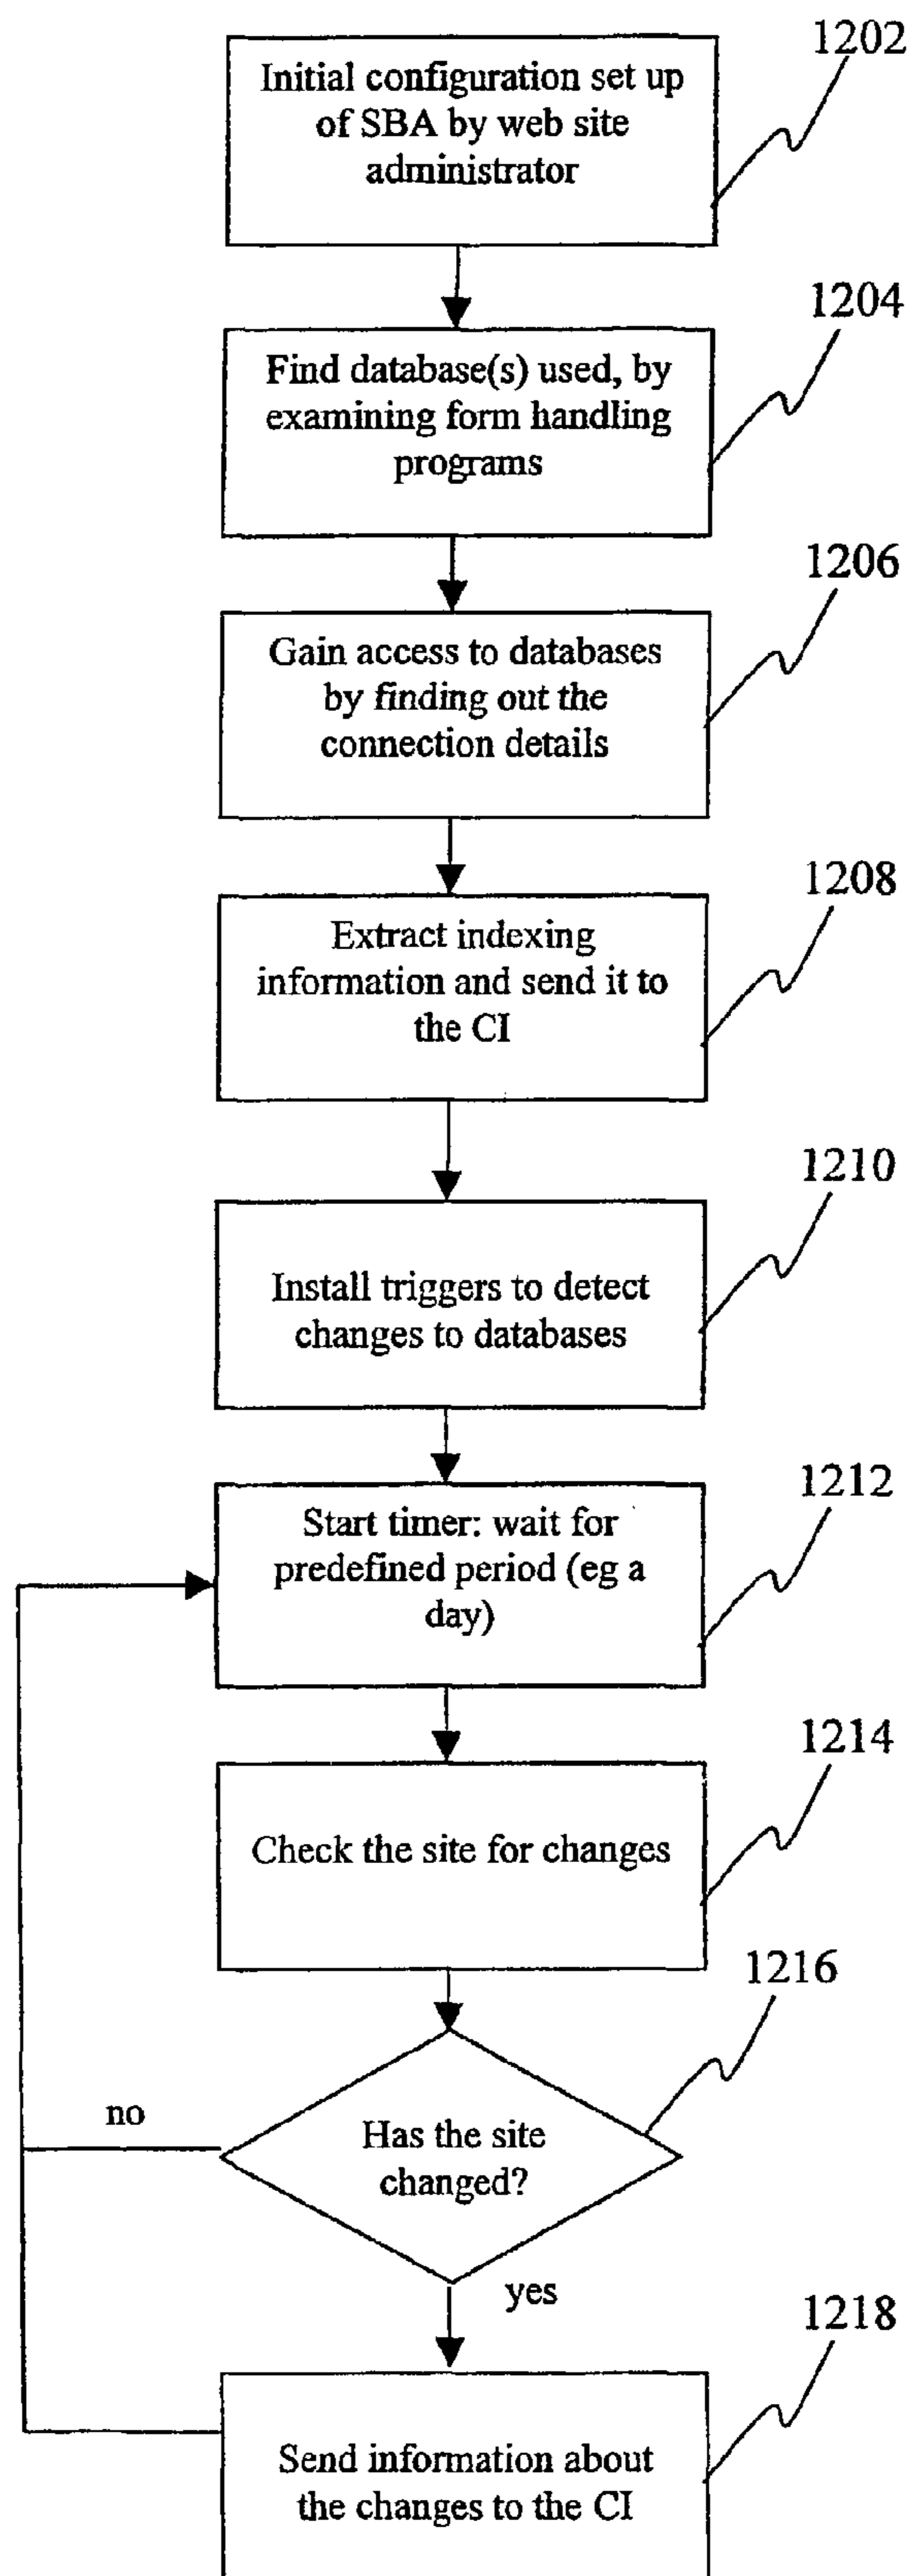 1202
Initial configuration set up
of SBA by web site
administrator
1204
Find database(s) used, by
examining form handling
programs
1206
Gain access to databases
by finding out the
connection details
1208
Extract indexing
information and send it to
the CI
1210
Install triggers to detect
changes to databases
1212
Start timer: wait for
predefined period (eg a
day)
1214
Check the site for changes
1216
Has the site
changed?
no
yes
1218
Send information about
the changes to the CI